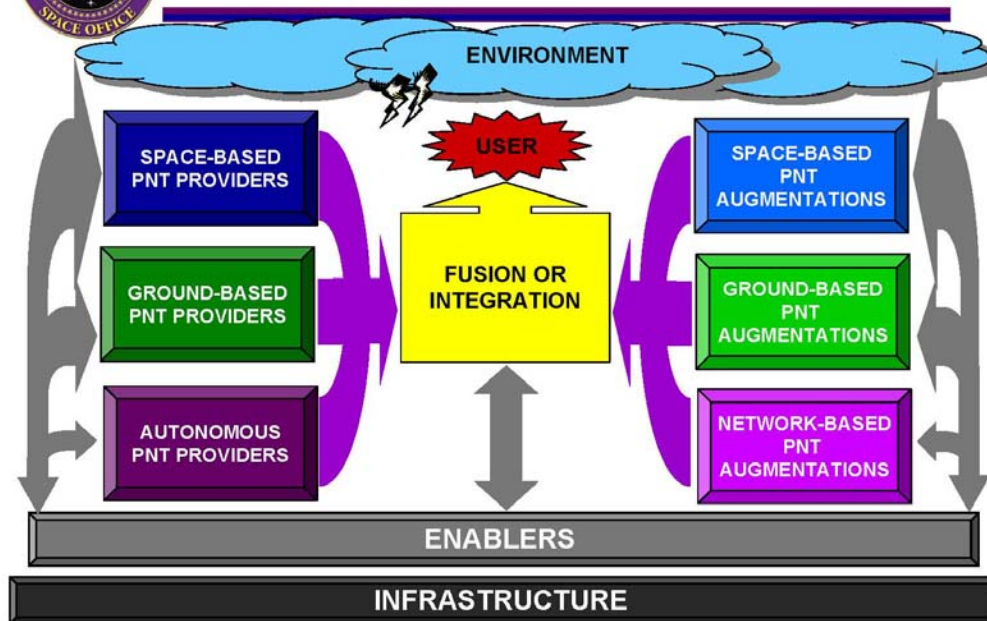 SPACE OFFICE
ENVIRONMENT
USER
SPACE-BASED
PNT PROVIDERS
SPACE-BASED
PNT
AUGMENTATIONS
FUSION OR
INTEGRATION
GROUND-BASED
PNT PROVIDERS
GROUND-BASED
PNT
AUGMENTATIONS
AUTONOMOUS
PNT PROVIDERS
NETWORK-BASED
PNT
AUGMENTATIONS
ENABLERS
INFRASTRUCTURE